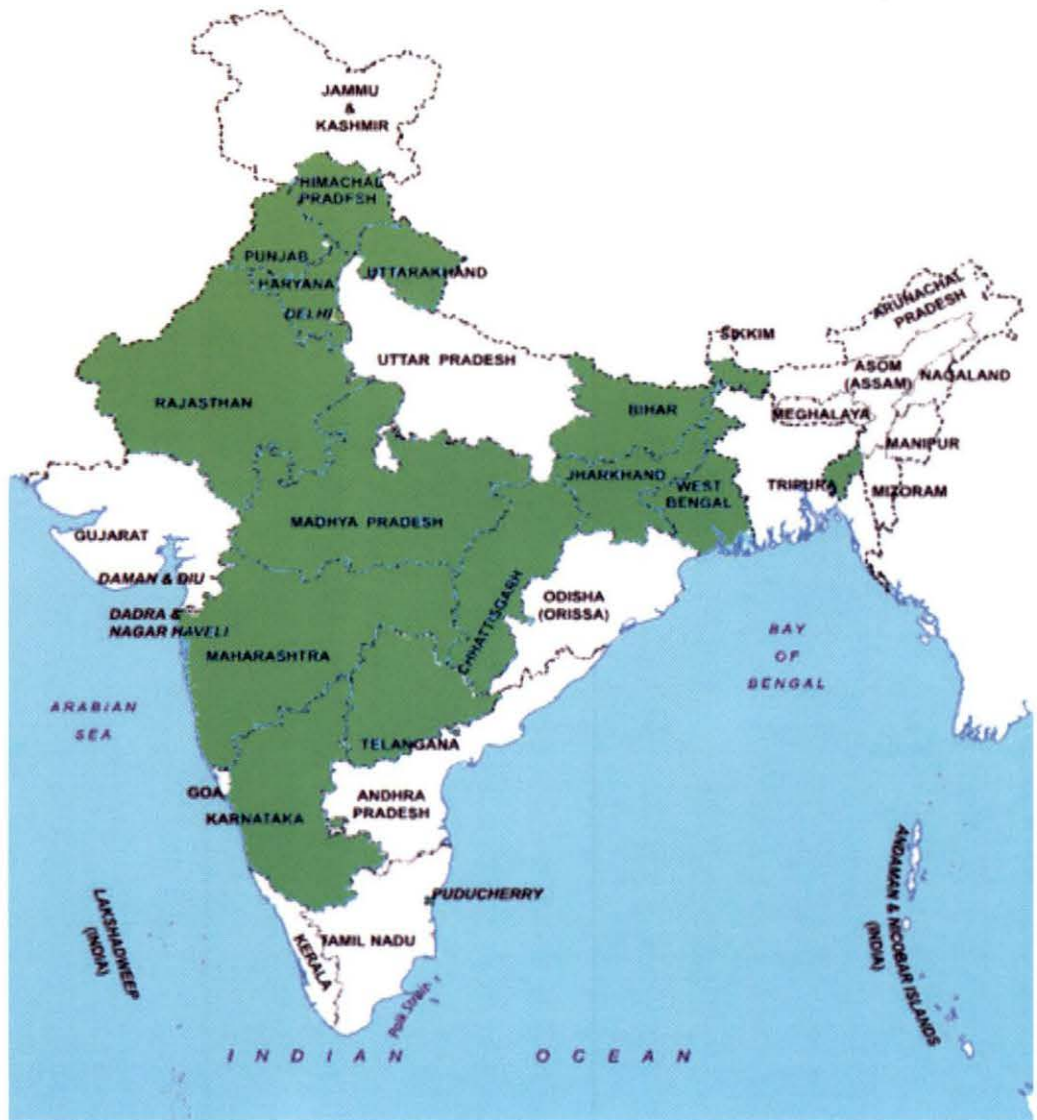 JAMMU
&
KASHMIR
HIMACHAL
PRADESH
PUNJAB
UTTARAKHAND
HARYANA
DELHI
ARUNACHAL
PRADESH
SIKKIM
UTTAR PRADESH
ASOM
(ASSAM)
NAGALAND
RAJASTHAN
BIHAR
MEGHALAYA
MANIPUR
JHARKHAND
WEST
BENGAL
TRIPURA
MIZORAM
MADHYA PRADESH
GUJARAT
DAMAN & DIU
DADRA &
NAGAR HAVELI
ODISHA
(ORISSA)
CHHATTISGARH
MAHARASHTRA
BAY
OF
BENGAL
ARABIAN
SEA
TELANGANA
GOA
KARNATAKA
ANDHRA
PRADESH
PUDUCHERRY
LAKSHADWEEP
(INDIA)
ANDAMAN & NICOBAR ISLANDS
(INDIA)
KERALA
TAMIL NADU
Palk Strait
INDIAN OCEAN